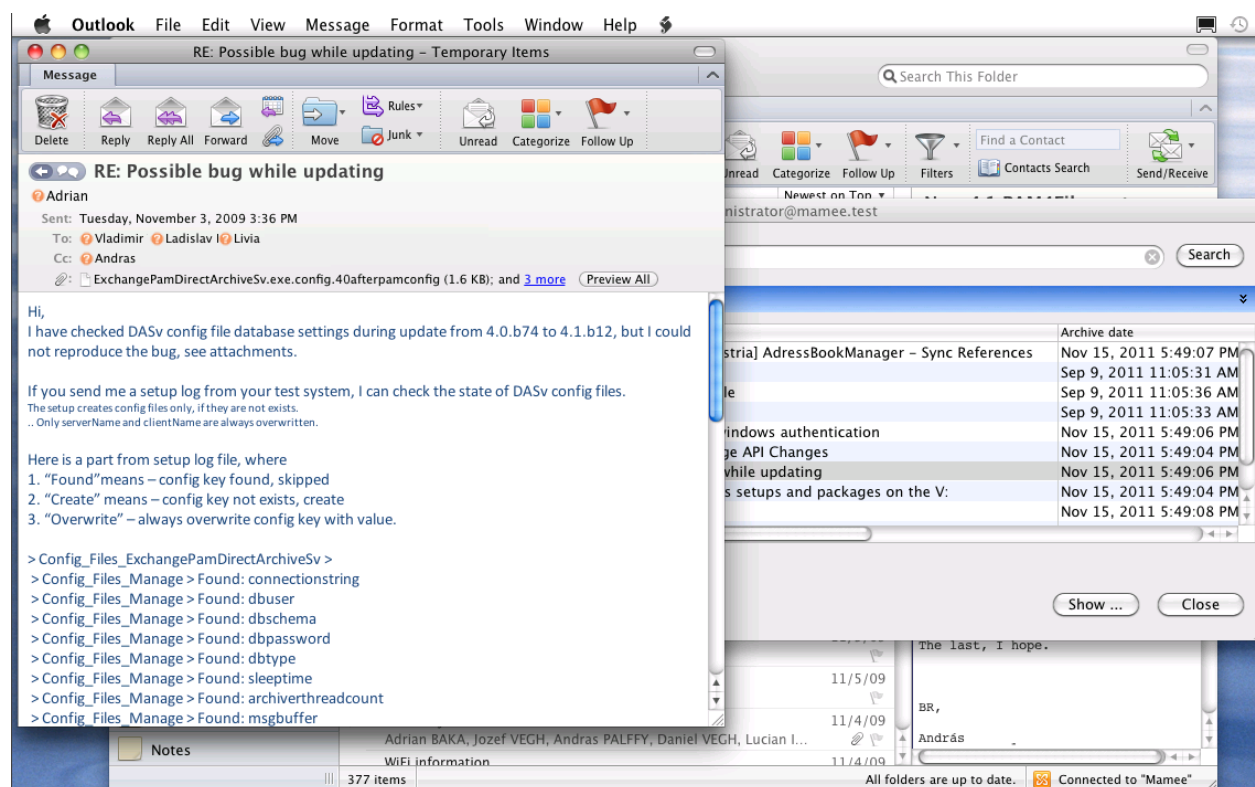 Outlook File Edit View Message Format Tools Window Help
RE: Possible bug while updating – Temporary Items
Message
Delete Reply Reply All Forward Move Rules Junk Unread Categorize Follow Up
RE: Possible bug while updating
Adrian
Sent: Tuesday, November 3, 2009 3:36 PM
To: Vladimir Ladislav Livia
Cc: Andras
ExchangePamDirectArchiveSv.exe.config.40afterpamconfig (1.6 KB); and 3 more Preview All
Hi,
I have checked DASv config file database settings during update from 4.0.b74 to 4.1.b12, but I could
not reproduce the bug, see attachments.
If you send me a setup log from your test system, I can check the state of DASv config files.
The setup creates config files only, if they are not exists.
.. Only serverName and clientName are always overwritten.
Here is a part from setup log file, where
1. “Found”means – config key found, skipped
2. “Create” means – config key not exists, create
3. “Overwrite” – always overwrite config key with value.
> Config_Files_ExchangePamDirectArchiveSv >
> Config_Files_Manage > Found: connectionstring
> Config_Files_Manage > Found: dbuser
> Config_Files_Manage > Found: dbschema
> Config_Files_Manage > Found: dbpassword
> Config_Files_Manage > Found: dbtype
> Config_Files_Manage > Found: sleeptime
> Config_Files_Manage > Found: archiverthreadcount
> Config_Files_Manage > Found: msgbuffer
Search This Folder
Unread Categorize Follow Up Filters Find a Contact Contacts Search Send/Receive
Newest on Top
nistrator@mamee.test
Search
Archive date
stria] AdressBookManager – Sync References Nov 15, 2011 5:49:07 PM
Sep 9, 2011 11:05:31 AM
le Sep 9, 2011 11:05:36 AM
Sep 9, 2011 11:05:33 AM
indows authentication Nov 15, 2011 5:49:06 PM
ge API Changes Nov 15, 2011 5:49:04 PM
while updating Nov 15, 2011 5:49:06 PM
s setups and packages on the V: Nov 15, 2011 5:49:04 PM
Nov 15, 2011 5:49:08 PM
Show ... Close
The last, I hope.
11/5/09
BR,
11/4/09
Adrian BAKA, Jozef VEGH, Andras PALFFY, Daniel VEGH, Lucian I...
András
WiFi information 11/4/09
Notes
377 items
All folders are up to date. Connected to "Mamee"